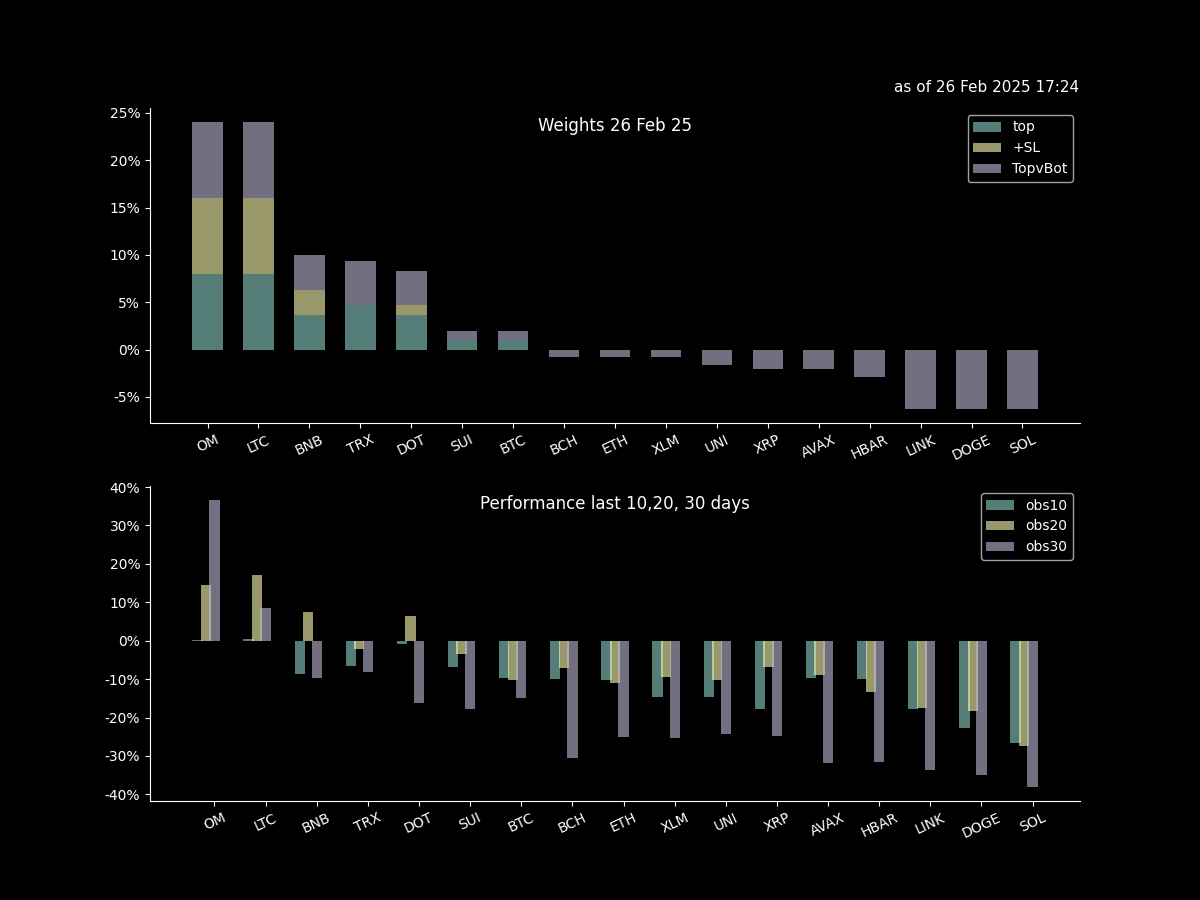 as of 26 Feb 2025 17:24
Weights 26 Feb 25
top
+SL
TopvBot
25%
20%
15%
10%
5%
0%
-5%
OM LTC BNB TRX DOT SUI BTC BCH ETH XLM UNI XRP AVAX HBAR LINK DOGE SOL
Performance last 10,20, 30 days
obs10
obs20
obs30
40%
30%
20%
10%
0%
-10%
-20%
-30%
-40%
OM LTC BNB TRX DOT SUI BTC BCH ETH XLM UNI XRP AVAX HBAR LINK DOGE SOL